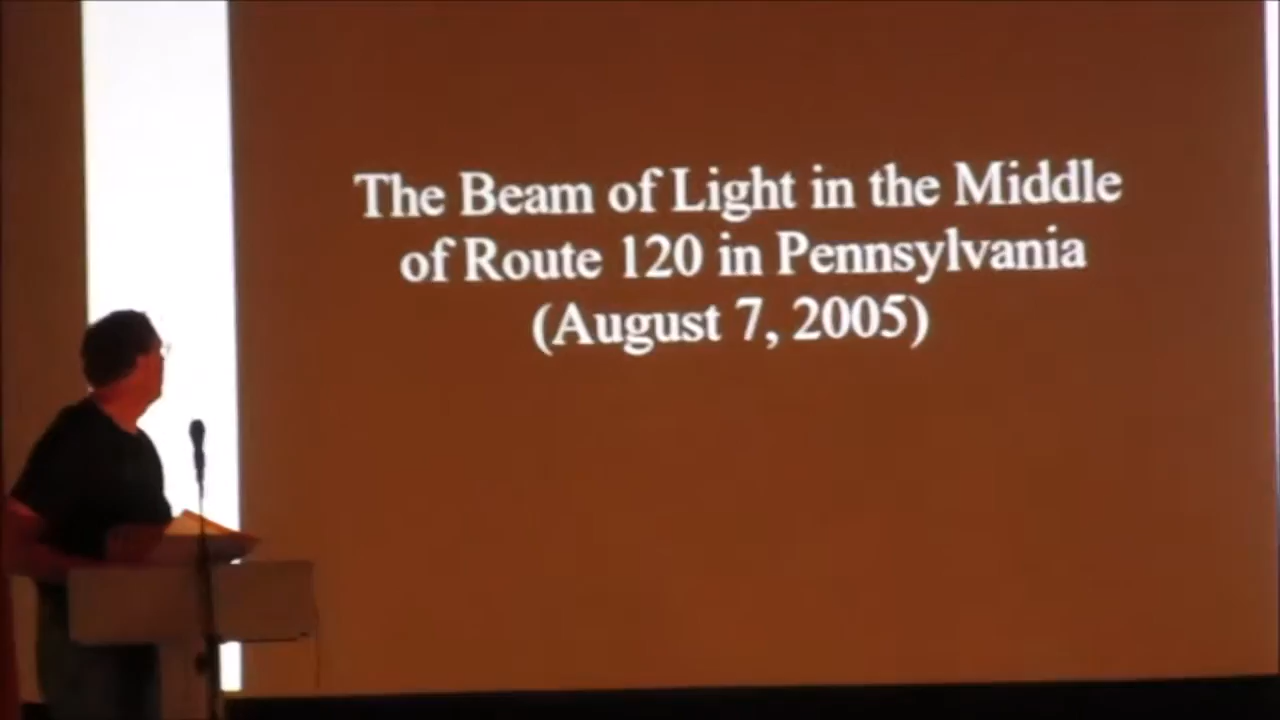 The Beam of Light in the Middle
of Route 120 in Pennsylvania
(August 7, 2005)